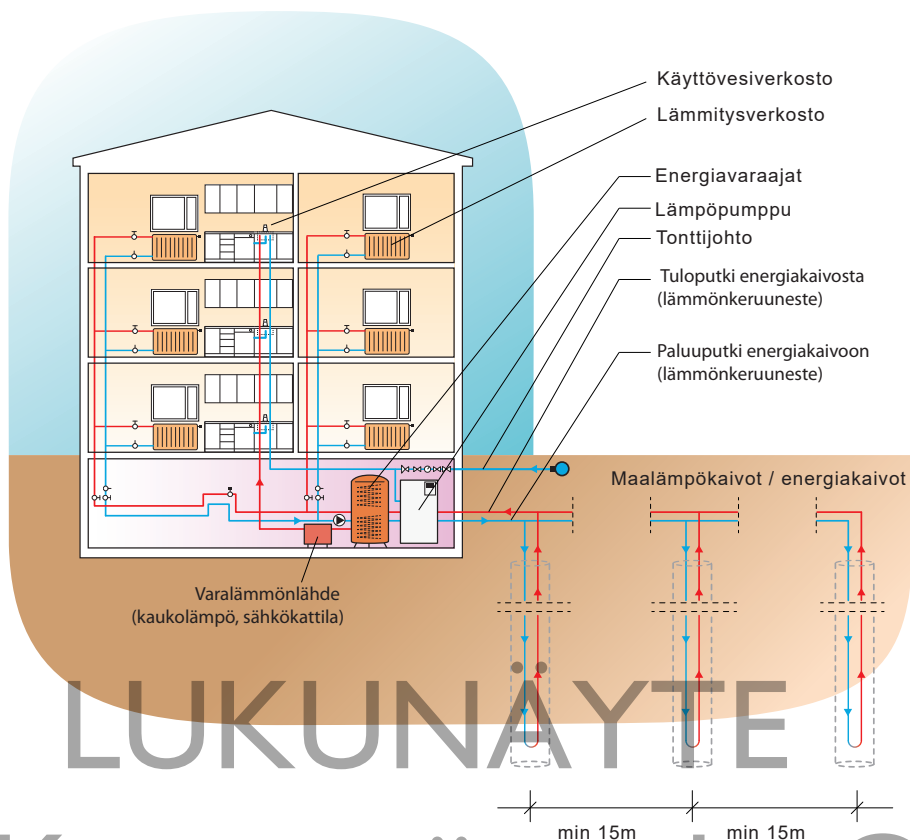 Käyttövesiverkosto
Lämmitysverkosto
Energiavaraajat
Lämpöpumppu
Tonttijohto
Tuloputki energiakaivosta
(lämmönkeruuneste)
Paluuputki energiakaivoon
(lämmönkeruuneste)
Maalämpökaivot / energiakaivot
Varalämmönlähde
(kaukolämpö, sähkökattila)
LUKUNÄYTE
min 15m
min 15m